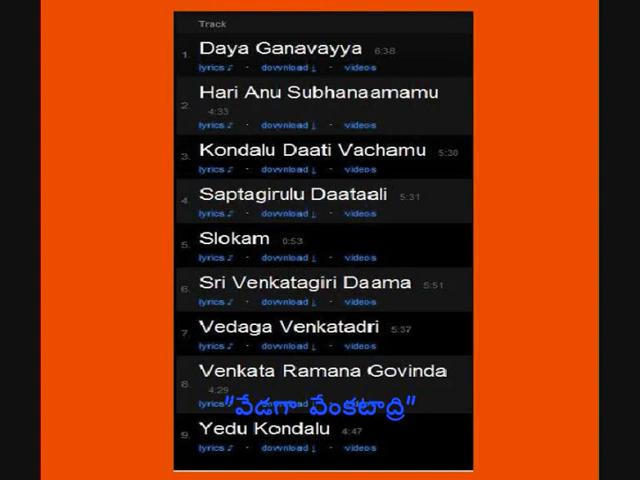 Track
1. Daya Ganavayya 6:38
lyrics ♪ · download ↓ · videos
Hari Anu Subhanaamamu
2. 4:33
lyrics ♪ · download ↓ · videos
3. Kondalu Daati Vachamu 5:30
lyrics ♪ · download ↓ · videos
4. Saptagirulu Daataali 5:31
lyrics ♪ · download ↓ · videos
5. Slokam 0:53
lyrics ♪ · download ↓ · videos
6. Sri Venkatagiri Daama 5:51
lyrics ♪ · download ↓ · videos
7. Vedaga Venkatadri 5:37
lyrics ♪ · download ↓ · videos
Venkata Ramana Govinda
8. 4:29
lyrics
"వేడగా వేంకటాద్రి"
9. Yedu Kondalu 4:47
lyrics ♪ · download ↓ · videos